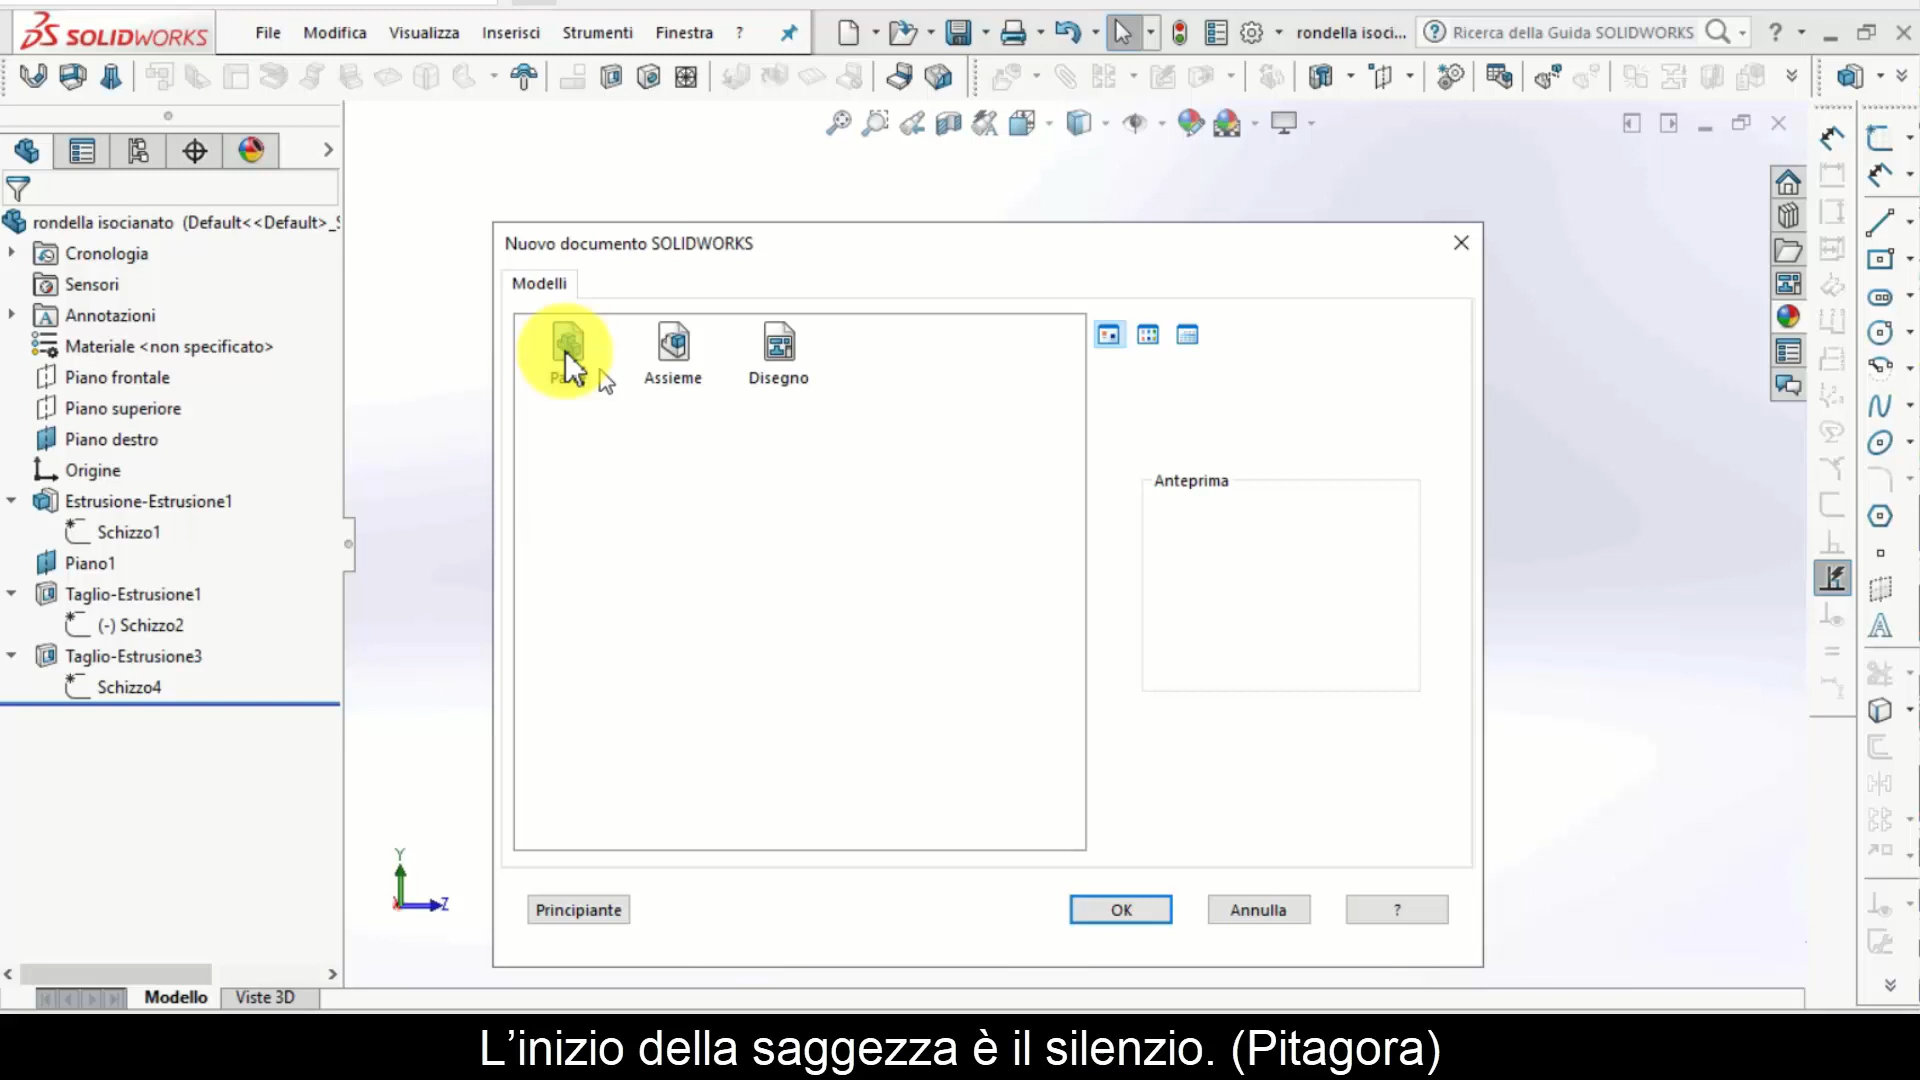 SOLIDWORKS
File Modifica Visualizza Inserisci Strumenti Finestra ?
rondella isoci...
Ricerca della Guida SOLIDWORKS
?
rondella isocianato (Default<<Default>_S
Cronologia
Sensori
Annotazioni
Materiale <non specificato>
Piano frontale
Piano superiore
Piano destro
Origine
Estrusione-Estrusione1
Schizzo1
Piano1
Taglio-Estrusione1
(-) Schizzo2
Taglio-Estrusione3
Schizzo4
Nuovo documento SOLIDWORKS
Modelli
Assieme
Disegno
Anteprima
Principiante
OK
Annulla
?
Y
Z
Modello
Viste 3D
L’inizio della saggezza è il silenzio. (Pitagora)